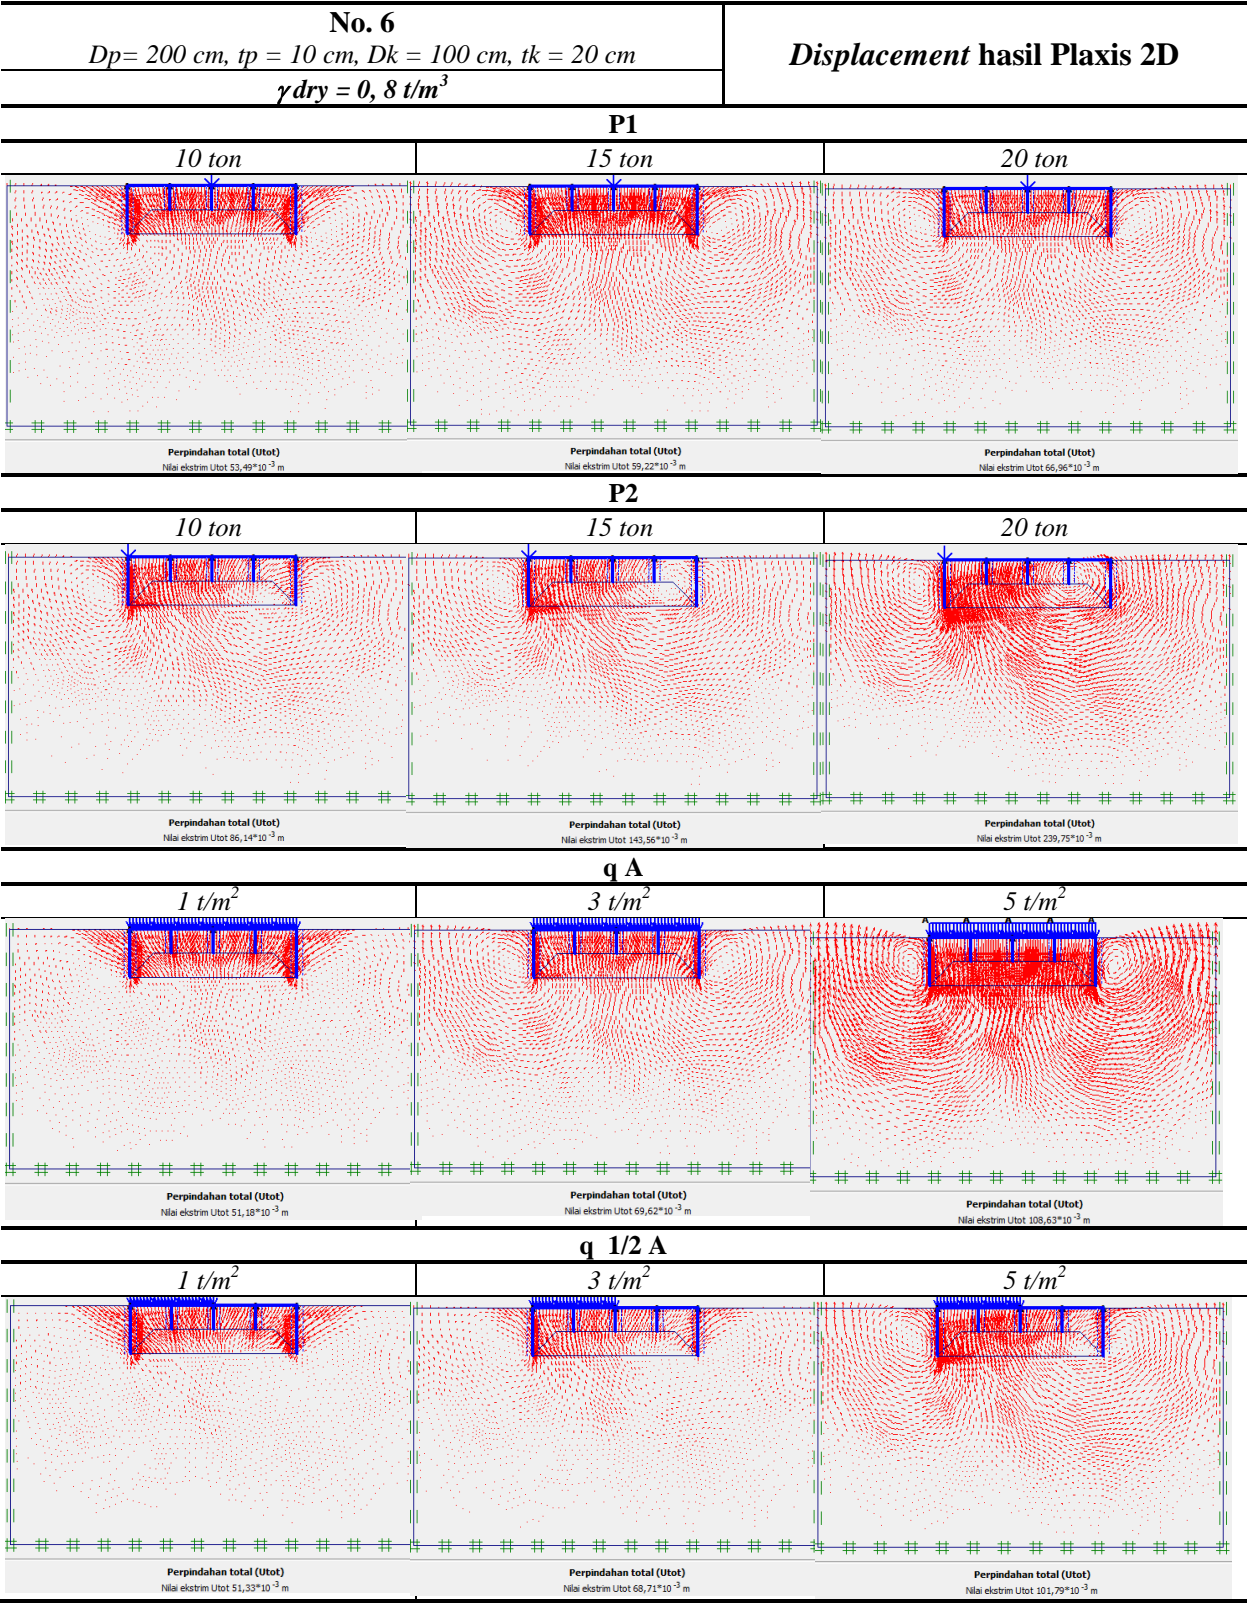 No. 6
Dp= 200 cm, tp = 10 cm, Dk = 100 cm, tk = 20 cm
γ dry = 0, 8 t/m³
Displacement hasil Plaxis 2D
P1
10 ton 15 ton 20 ton
Perpindahan total (Utot) Perpindahan total (Utot) Perpindahan total (Utot)
Nilai ekstrim Utot 53,49*10⁻³ m Nilai ekstrim Utot 59,22*10⁻³ m Nilai ekstrim Utot 66,96*10⁻³ m
P2
10 ton 15 ton 20 ton
Perpindahan total (Utot) Perpindahan total (Utot) Perpindahan total (Utot)
Nilai ekstrim Utot 86,14*10⁻³ m Nilai ekstrim Utot 143,56*10⁻³ m Nilai ekstrim Utot 239,75*10⁻³ m
q A
1 t/m² 3 t/m² 5 t/m²
A A A A A
Perpindahan total (Utot) Perpindahan total (Utot) Perpindahan total (Utot)
Nilai ekstrim Utot 51,18*10⁻³ m Nilai ekstrim Utot 69,62*10⁻³ m Nilai ekstrim Utot 108,63*10⁻³ m
q 1/2 A
1 t/m² 3 t/m² 5 t/m²
Perpindahan total (Utot) Perpindahan total (Utot) Perpindahan total (Utot)
Nilai ekstrim Utot 51,33*10⁻³ m Nilai ekstrim Utot 68,71*10⁻³ m Nilai ekstrim Utot 101,79*10⁻³ m